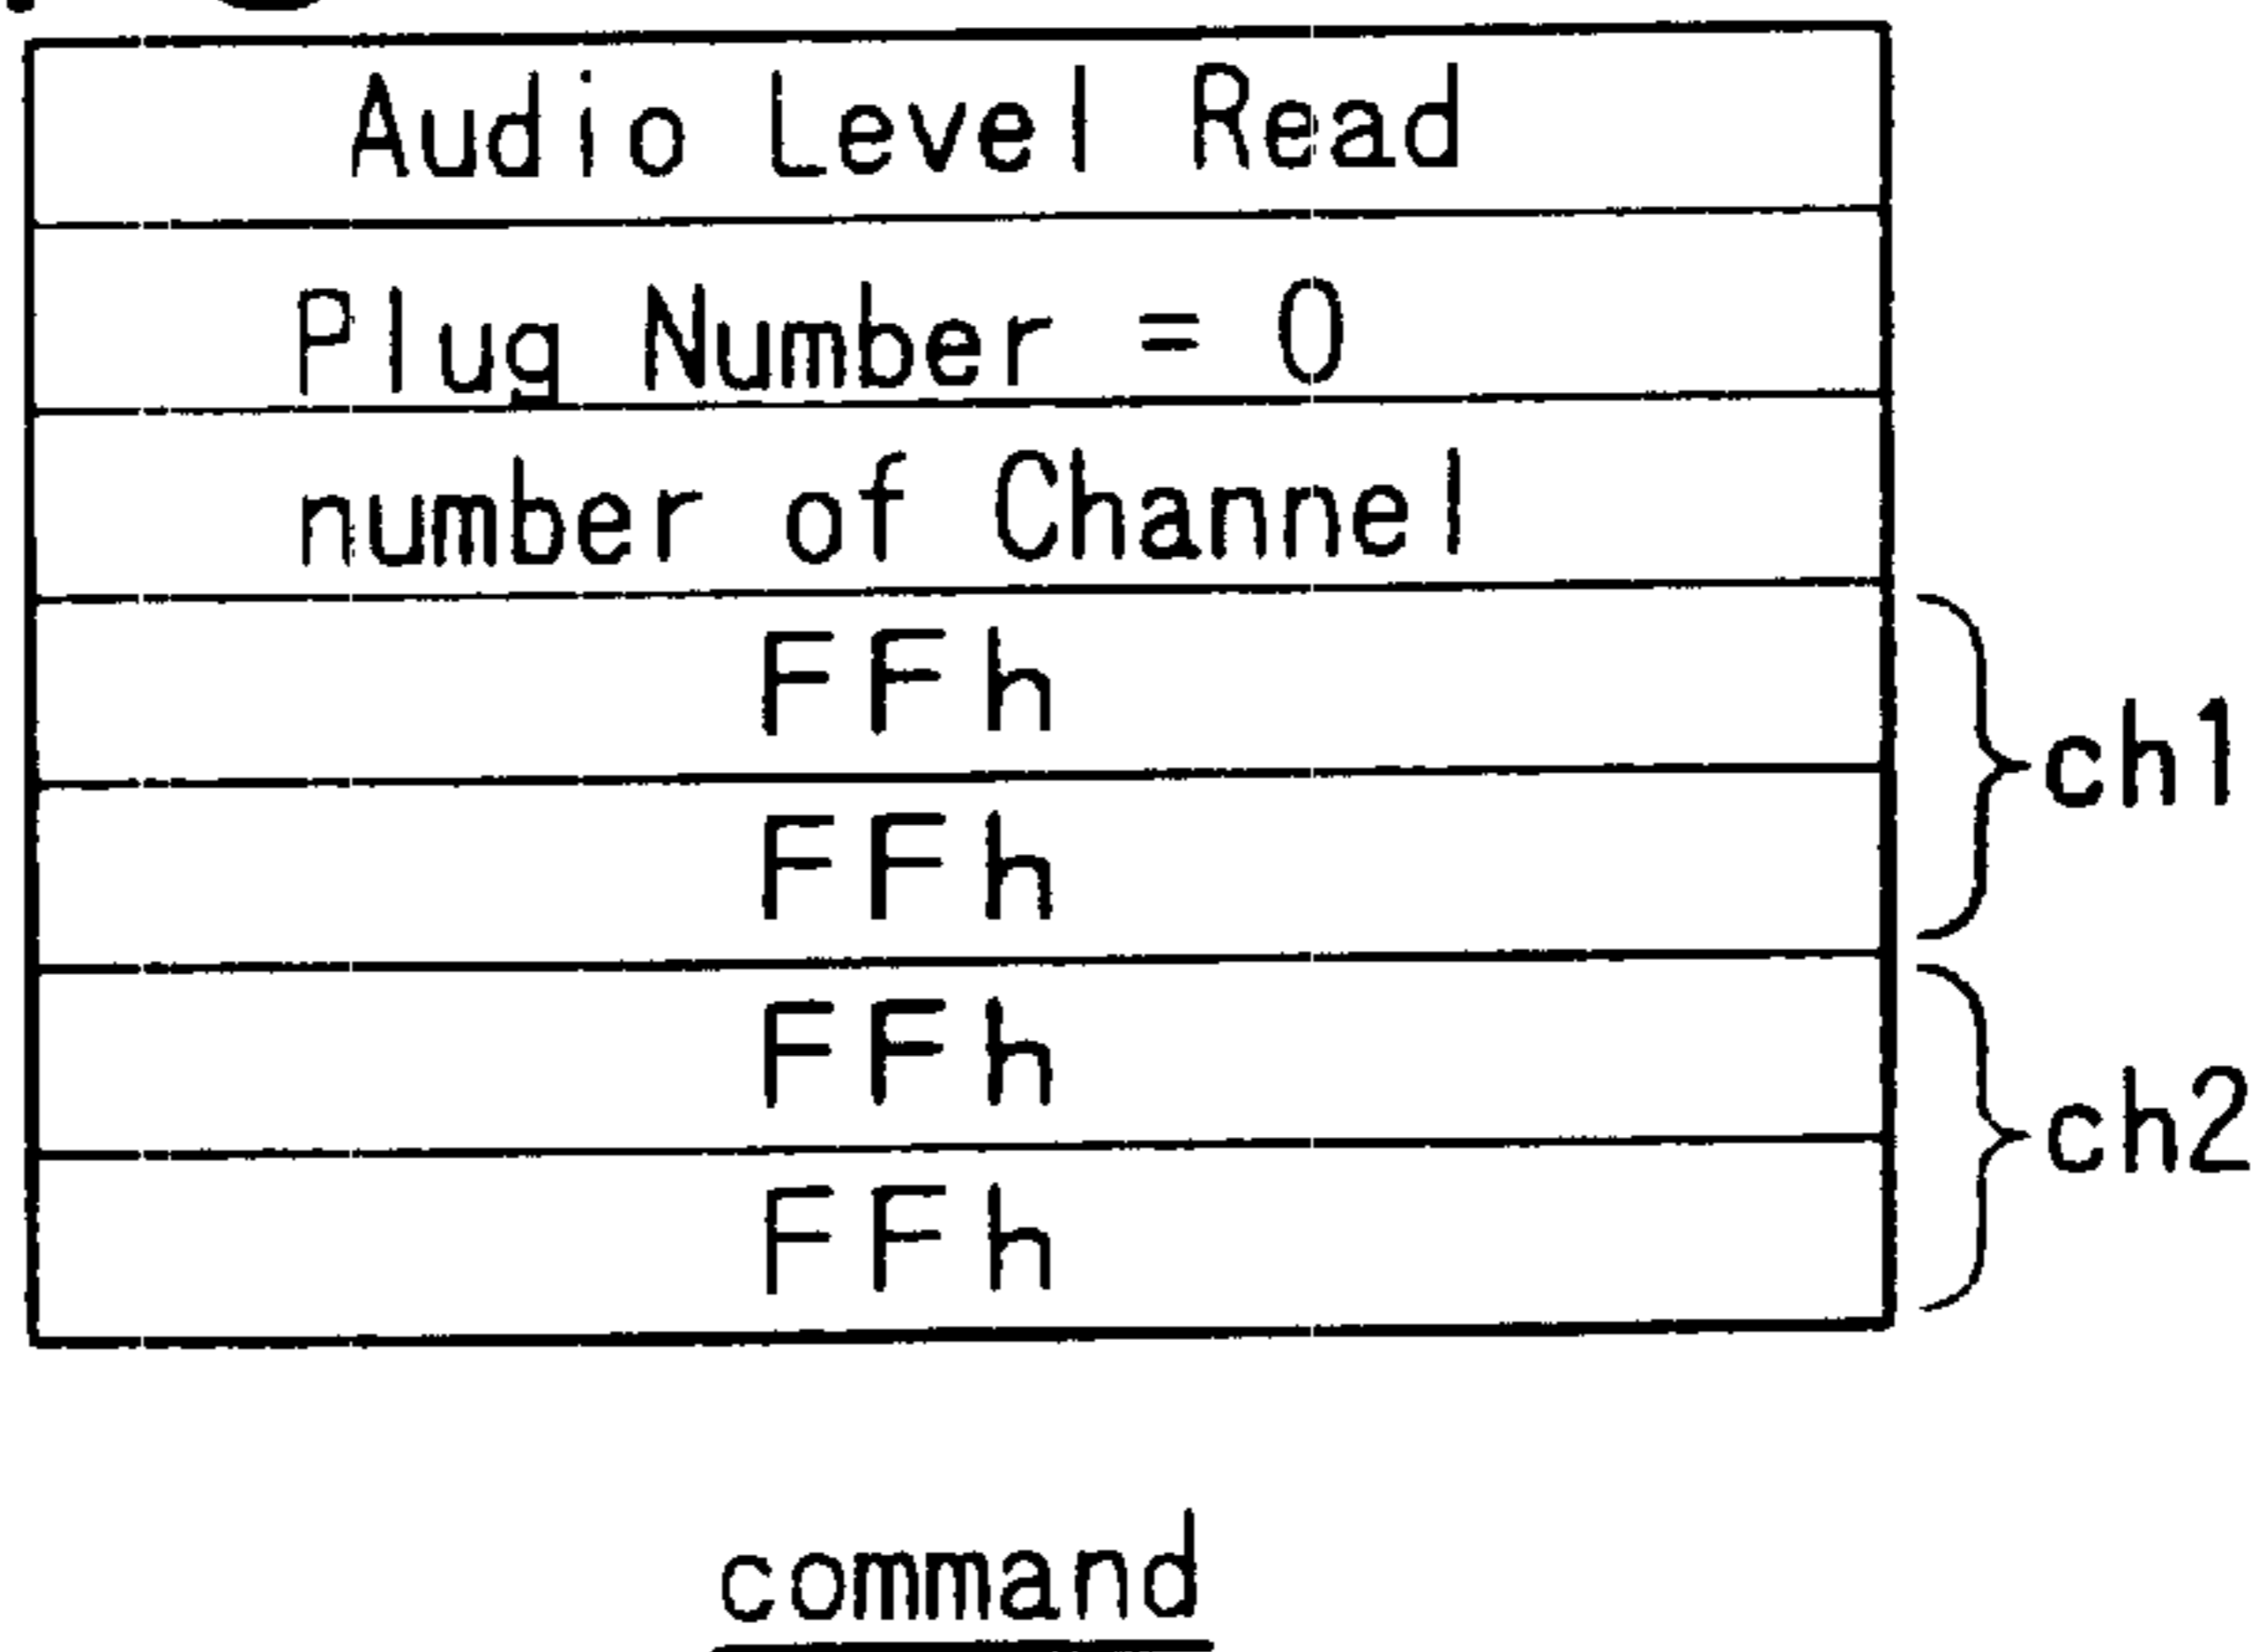 Audio Level Read
Plug Number = 0
number of Channel
FFh
FFh
ch1
FFh
FFh
ch2
command